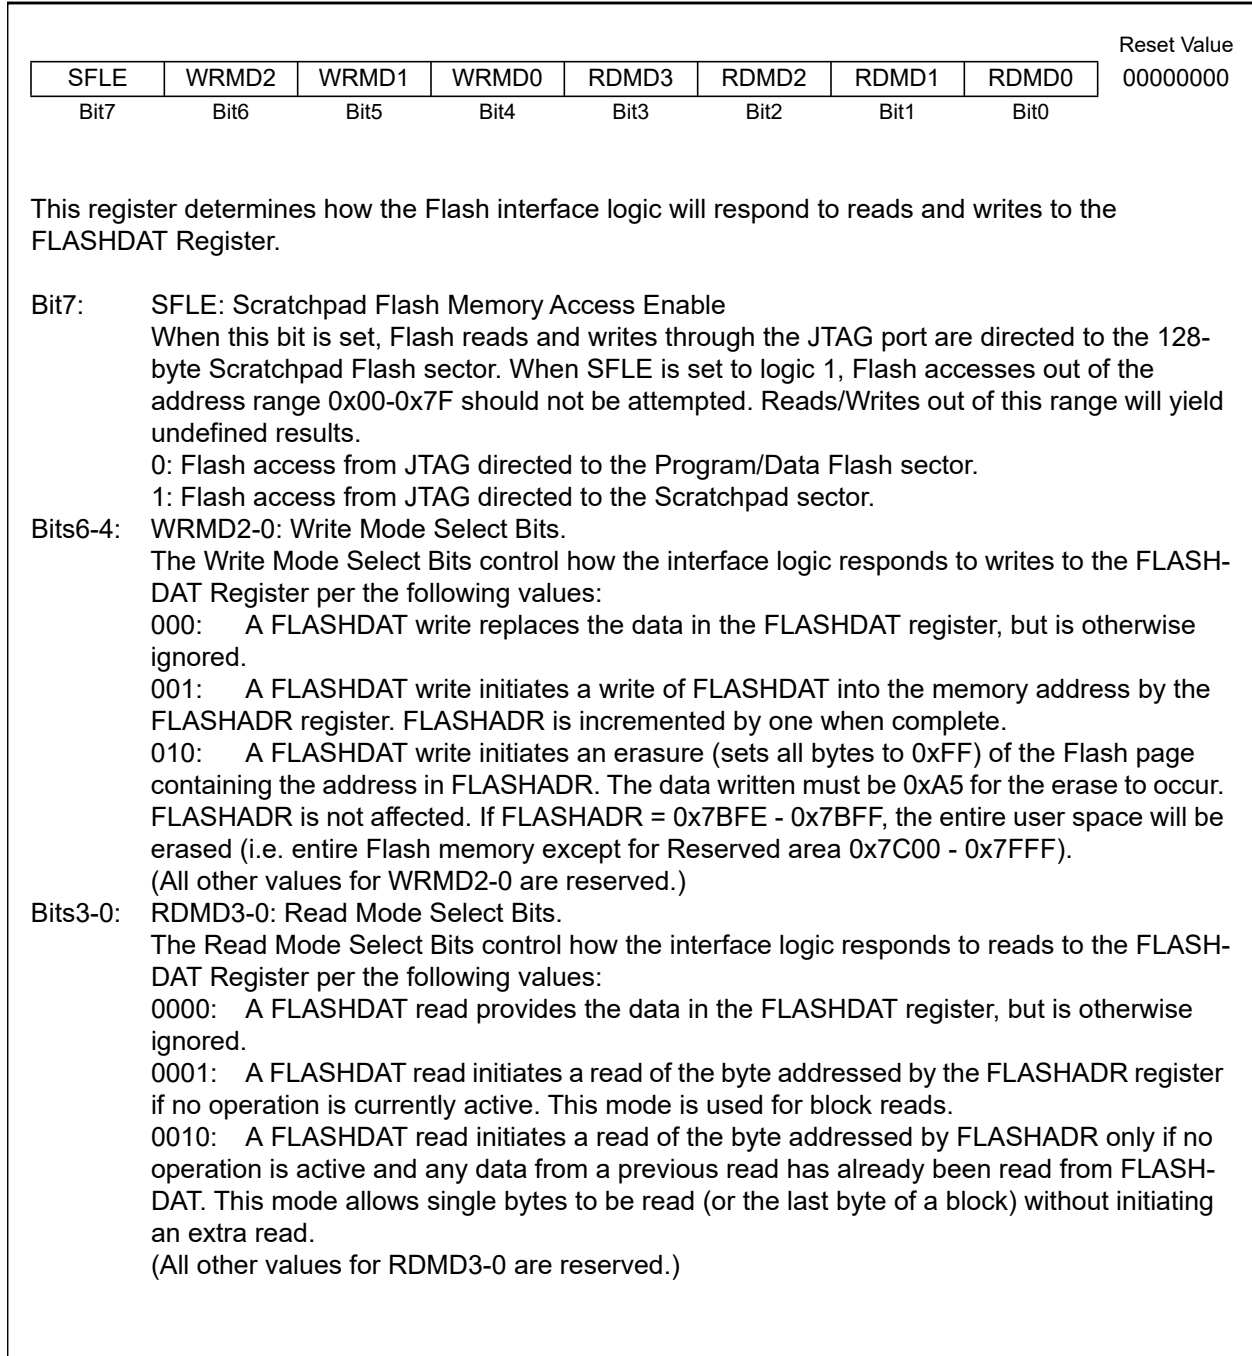 Reset Value
SFLE WRMD2 WRMD1 WRMD0 RDMD3 RDMD2 RDMD1 RDMD0 00000000
Bit7 Bit6 Bit5 Bit4 Bit3 Bit2 Bit1 Bit0
This register determines how the Flash interface logic will respond to reads and writes to the
FLASHDAT Register.
Bit7: SFLE: Scratchpad Flash Memory Access Enable
When this bit is set, Flash reads and writes through the JTAG port are directed to the 128-
byte Scratchpad Flash sector. When SFLE is set to logic 1, Flash accesses out of the
address range 0x00-0x7F should not be attempted. Reads/Writes out of this range will yield
undefined results.
0: Flash access from JTAG directed to the Program/Data Flash sector.
1: Flash access from JTAG directed to the Scratchpad sector.
Bits6-4: WRMD2-0: Write Mode Select Bits.
The Write Mode Select Bits control how the interface logic responds to writes to the FLASH-
DAT Register per the following values:
000: A FLASHDAT write replaces the data in the FLASHDAT register, but is otherwise
ignored.
001: A FLASHDAT write initiates a write of FLASHDAT into the memory address by the
FLASHADR register. FLASHADR is incremented by one when complete.
010: A FLASHDAT write initiates an erasure (sets all bytes to 0xFF) of the Flash page
containing the address in FLASHADR. The data written must be 0xA5 for the erase to occur.
FLASHADR is not affected. If FLASHADR = 0x7BFE - 0x7BFF, the entire user space will be
erased (i.e. entire Flash memory except for Reserved area 0x7C00 - 0x7FFF).
(All other values for WRMD2-0 are reserved.)
Bits3-0: RDMD3-0: Read Mode Select Bits.
The Read Mode Select Bits control how the interface logic responds to reads to the FLASH-
DAT Register per the following values:
0000: A FLASHDAT read provides the data in the FLASHDAT register, but is otherwise
ignored.
0001: A FLASHDAT read initiates a read of the byte addressed by the FLASHADR register
if no operation is currently active. This mode is used for block reads.
0010: A FLASHDAT read initiates a read of the byte addressed by FLASHADR only if no
operation is active and any data from a previous read has already been read from FLASH-
DAT. This mode allows single bytes to be read (or the last byte of a block) without initiating
an extra read.
(All other values for RDMD3-0 are reserved.)